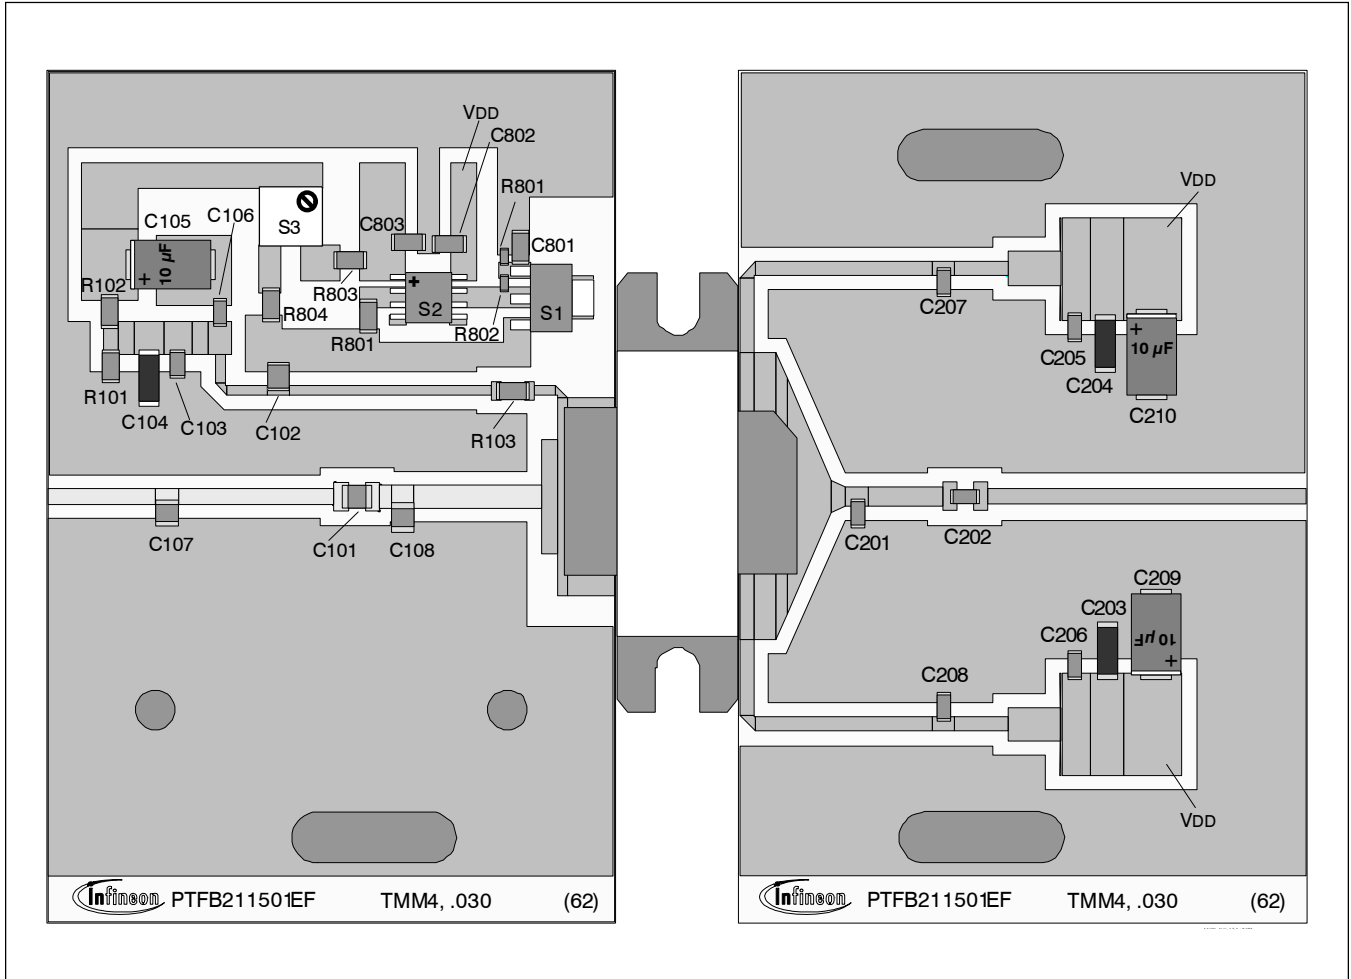 VDD
C802
R801
C105
C106
S3
C803
C801
10 µF
+
R102
R803
R804
+
S2
S1
R802
R801
R101
C104
C103
C102
R103
C107
C101
C108
Infineon PTFB211501EF TMM4, .030 (62)
VDD
C207
C205
+
10 µF
C204
C210
C201
C202
C209
C203
C206
10 µF
+
C208
VDD
Infineon PTFB211501EF TMM4, .030 (62)